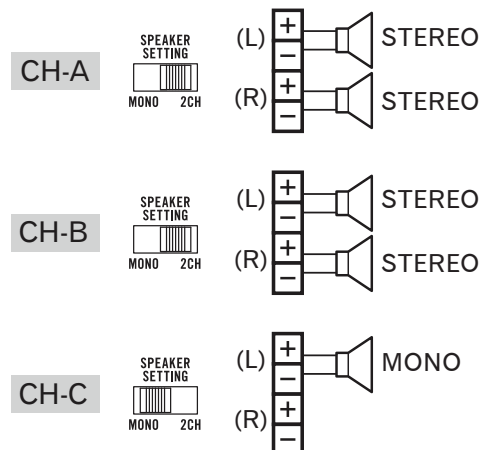 CH-A
SPEAKER
SETTING
MONO 2CH
(L) + STEREO
−
(R) + STEREO
−
CH-B
SPEAKER
SETTING
MONO 2CH
(L) + STEREO
−
(R) + STEREO
−
CH-C
SPEAKER
SETTING
MONO 2CH
(L) + MONO
−
(R) +
−